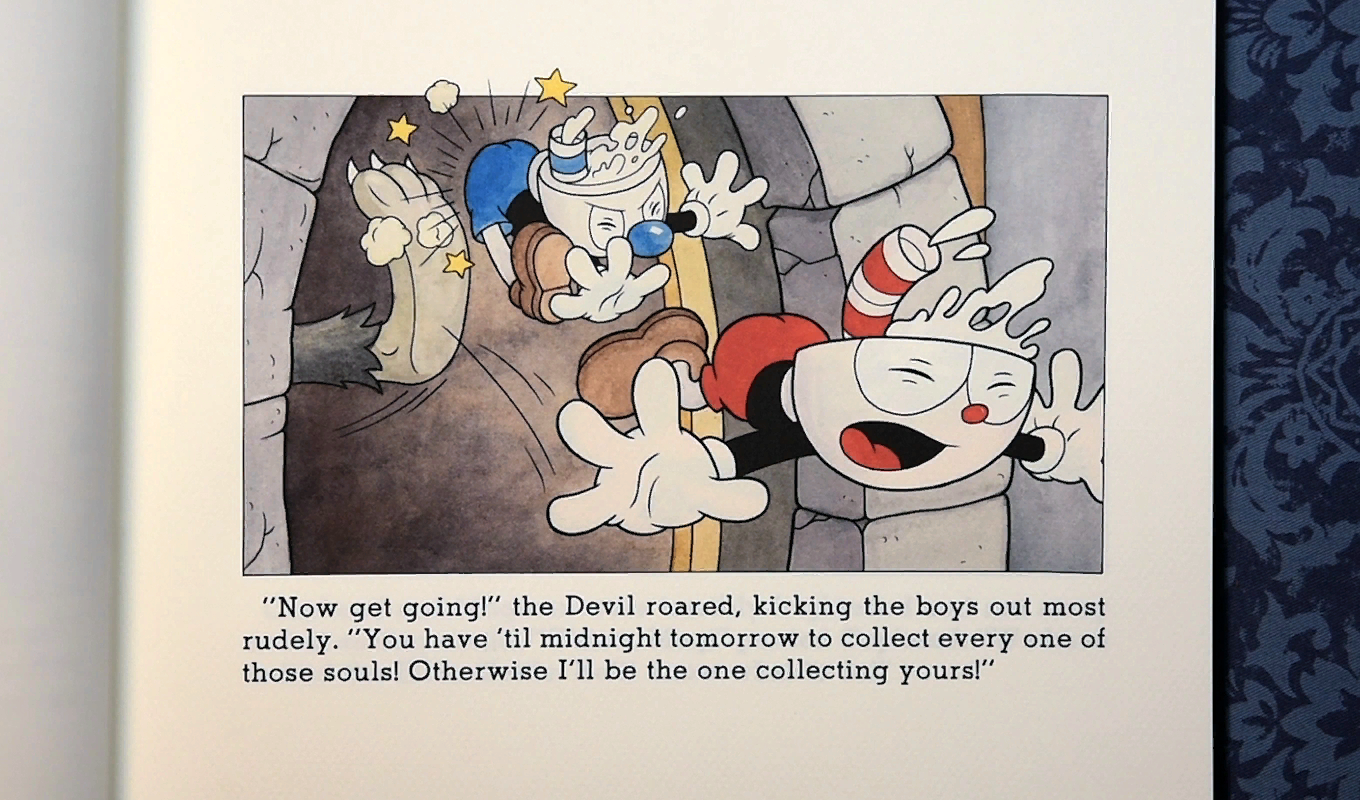 "Now get going!" the Devil roared, kicking the boys out most
rudely. "You have 'til midnight tomorrow to collect every one of
those souls! Otherwise I'll be the one collecting yours!"